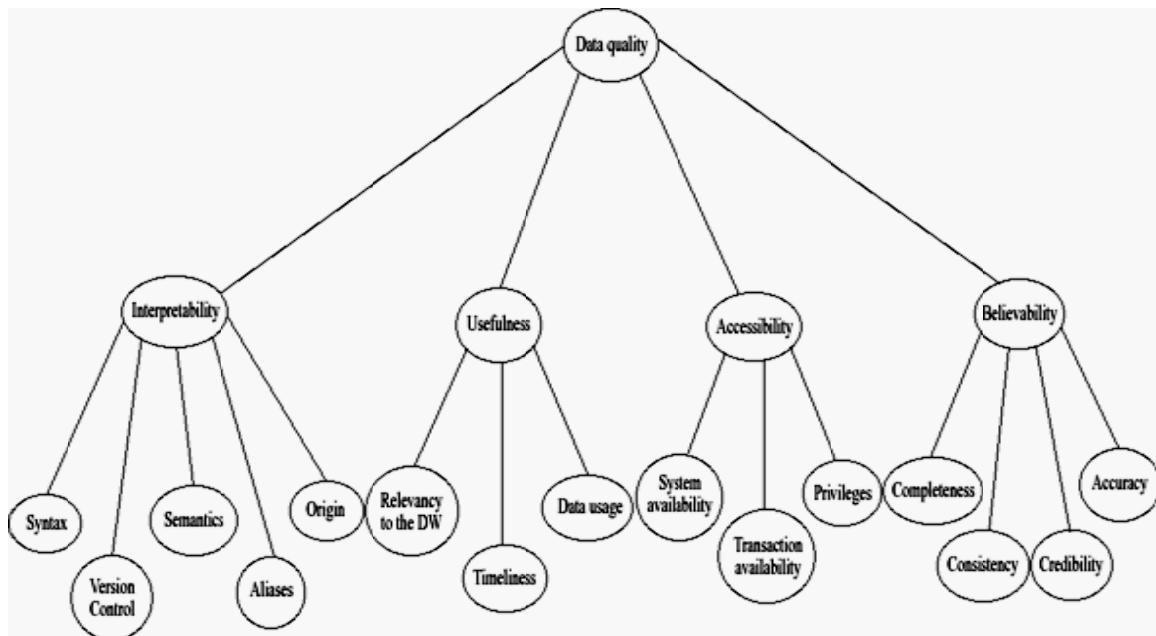 Data quality
Interpretability
Usefulness
Accessibility
Believability
Syntax
Version
Control
Semantics
Aliases
Origin
Relevancy
to the DW
Timeliness
Data usage
System
availability
Transaction
availability
Privileges
Completeness
Consistency
Credibility
Accuracy